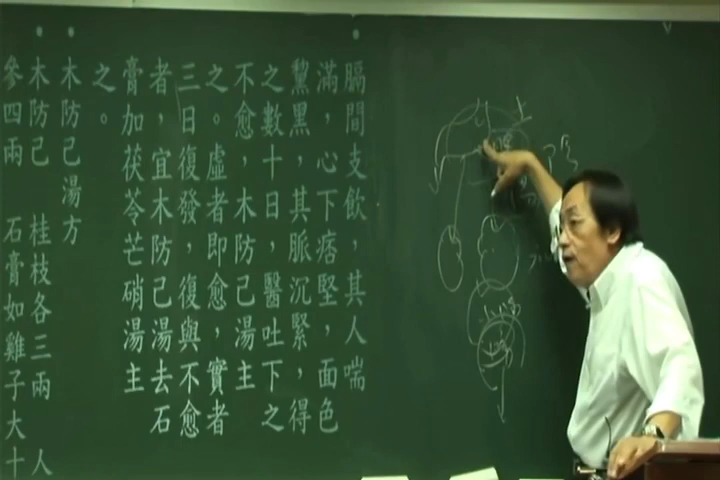 • 膈間支飲，其人喘
滿，心下痞堅，面色
黧黑，其脈沉緊，得
之數十日，醫吐下之
不愈，木防己湯主
之。虛者即愈，實者
三日復發，復與不愈
者，宜木防己湯去石
膏加茯苓芒硝湯主
之。
• 木防己湯方
• 木防己 桂枝各三兩 人
參四兩 石膏如雞子大十